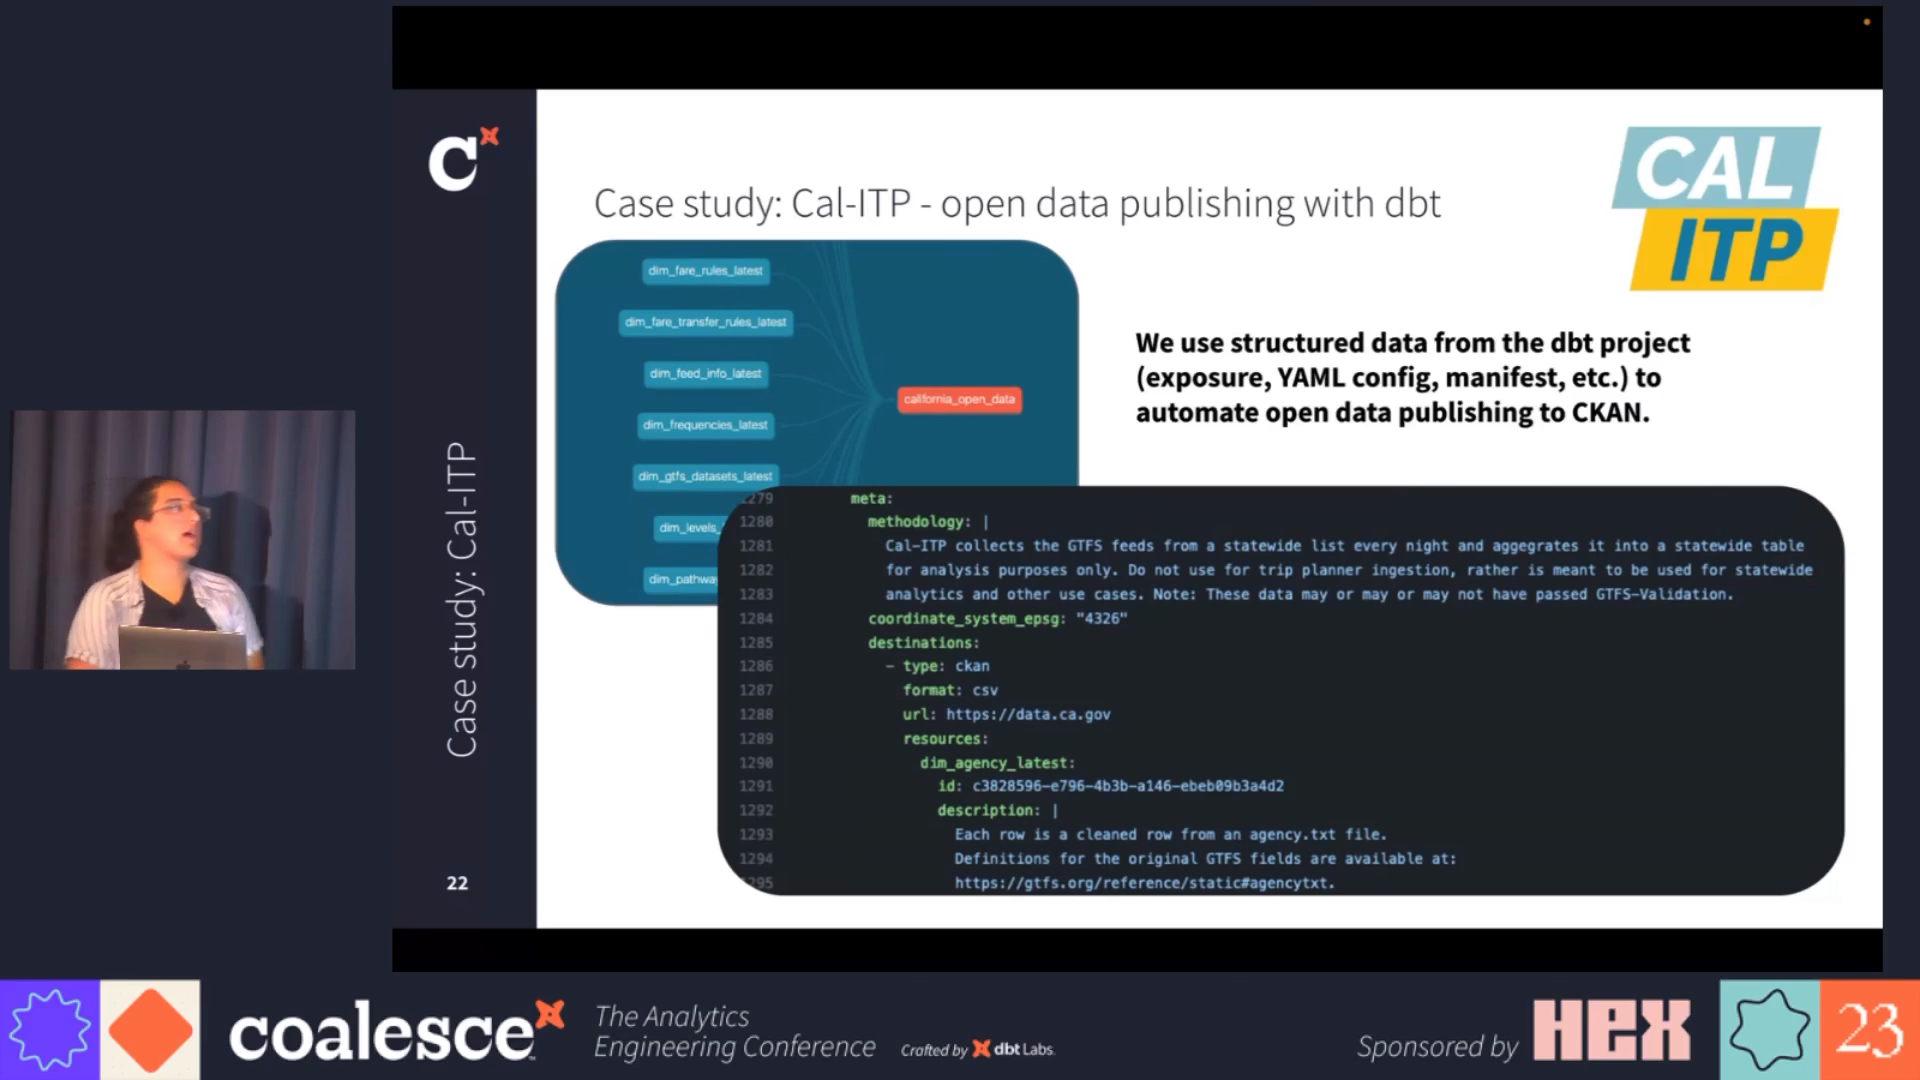 C
CAL
ITP
Case study: Cal-ITP - open data publishing with dbt
dim_fare_rules_latest
dim_fare_transfer_rules_latest
dim_feed_info_latest
california_open_data
dim_frequencies_latest
dim_gtfs_datasets_latest
dim_levels_
dim_pathway
We use structured data from the dbt project
(exposure, YAML config, manifest, etc.) to
automate open data publishing to CKAN.
1279 meta:
1280 methodology: |
1281 Cal-ITP collects the GTFS feeds from a statewide list every night and aggegrates it into a statewide table
1282 for analysis purposes only. Do not use for trip planner ingestion, rather is meant to be used for statewide
1283 analytics and other use cases. Note: These data may or may or may not have passed GTFS-Validation.
1284 coordinate_system_epsg: "4326"
1285 destinations:
1286 - type: ckan
1287 format: csv
1288 url: https://data.ca.gov
1289 resources:
1290 dim_agency_latest:
1291 id: c3828596-e796-4b3b-a146-ebeb09b3a4d2
1292 description: |
1293 Each row is a cleaned row from an agency.txt file.
1294 Definitions for the original GTFS fields are available at:
1295 https://gtfs.org/reference/static#agencytxt.
Case study: Cal-ITP
22
coalesce
The Analytics
Engineering Conference
Crafted by dbt Labs
Sponsored by HEX
23